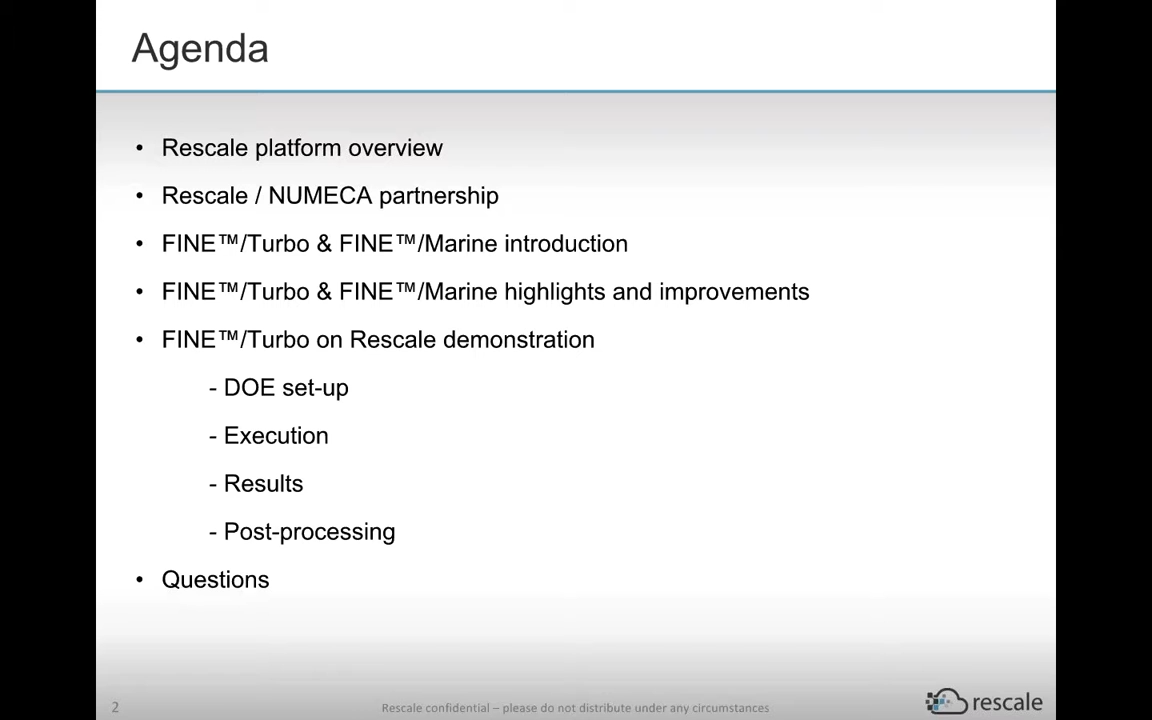 Agenda
• Rescale platform overview
• Rescale / NUMECA partnership
• FINE™/Turbo & FINE™/Marine introduction
• FINE™/Turbo & FINE™/Marine highlights and improvements
• FINE™/Turbo on Rescale demonstration
- DOE set-up
- Execution
- Results
- Post-processing
• Questions
2
Rescale confidential – please do not distribute under any circumstances
rescale